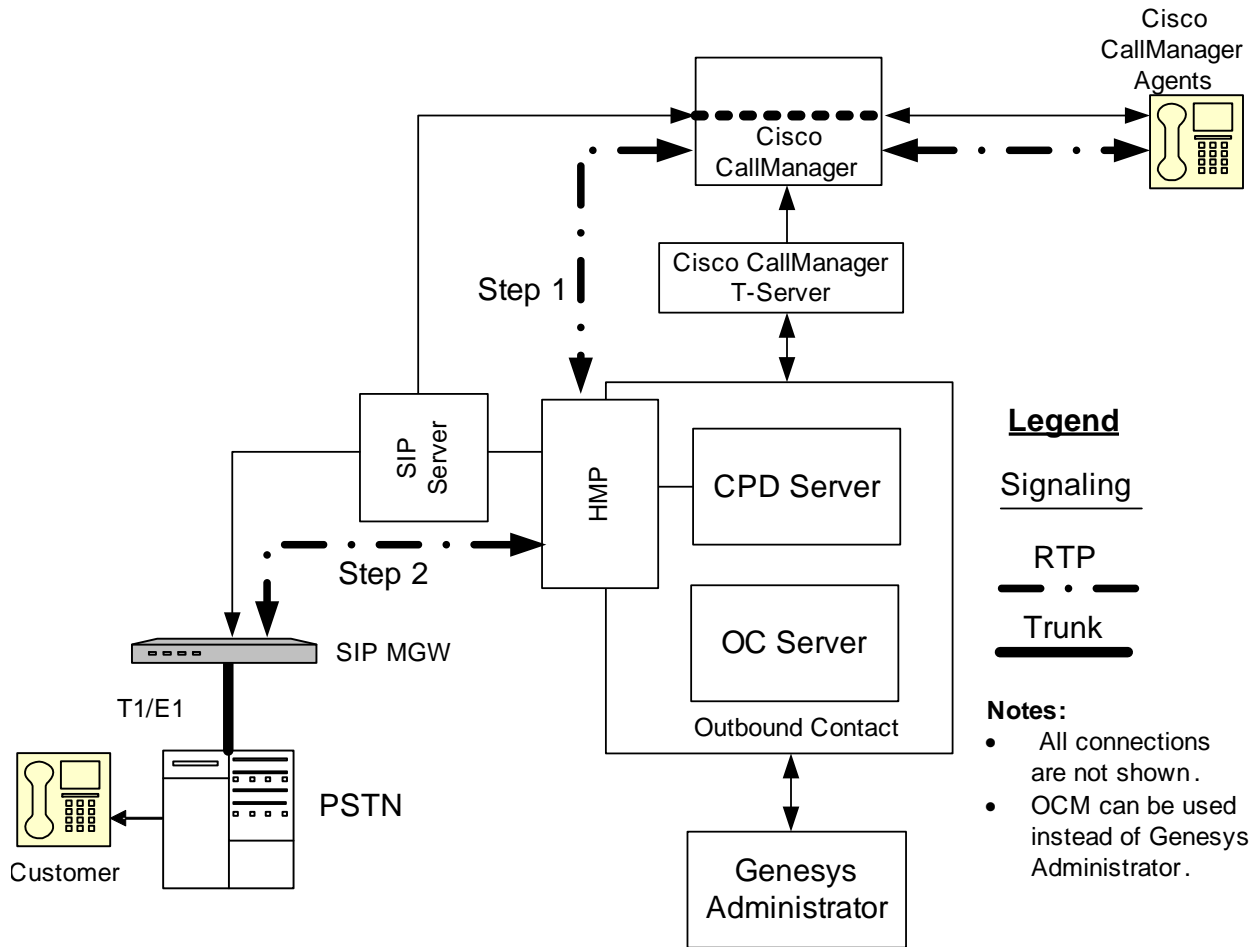 Cisco
CallManager
Agents
Cisco
CallManager
Cisco CallManager
T-Server
Step 1
SIP
Server
HMP
CPD Server
Legend
Signaling
RTP
Step 2
OC Server
Trunk
SIP MGW
T1/E1
Outbound Contact
Notes:
• All connections
are not shown.
• OCM can be used
instead of Genesys
Administrator.
PSTN
Customer
Genesys
Administrator